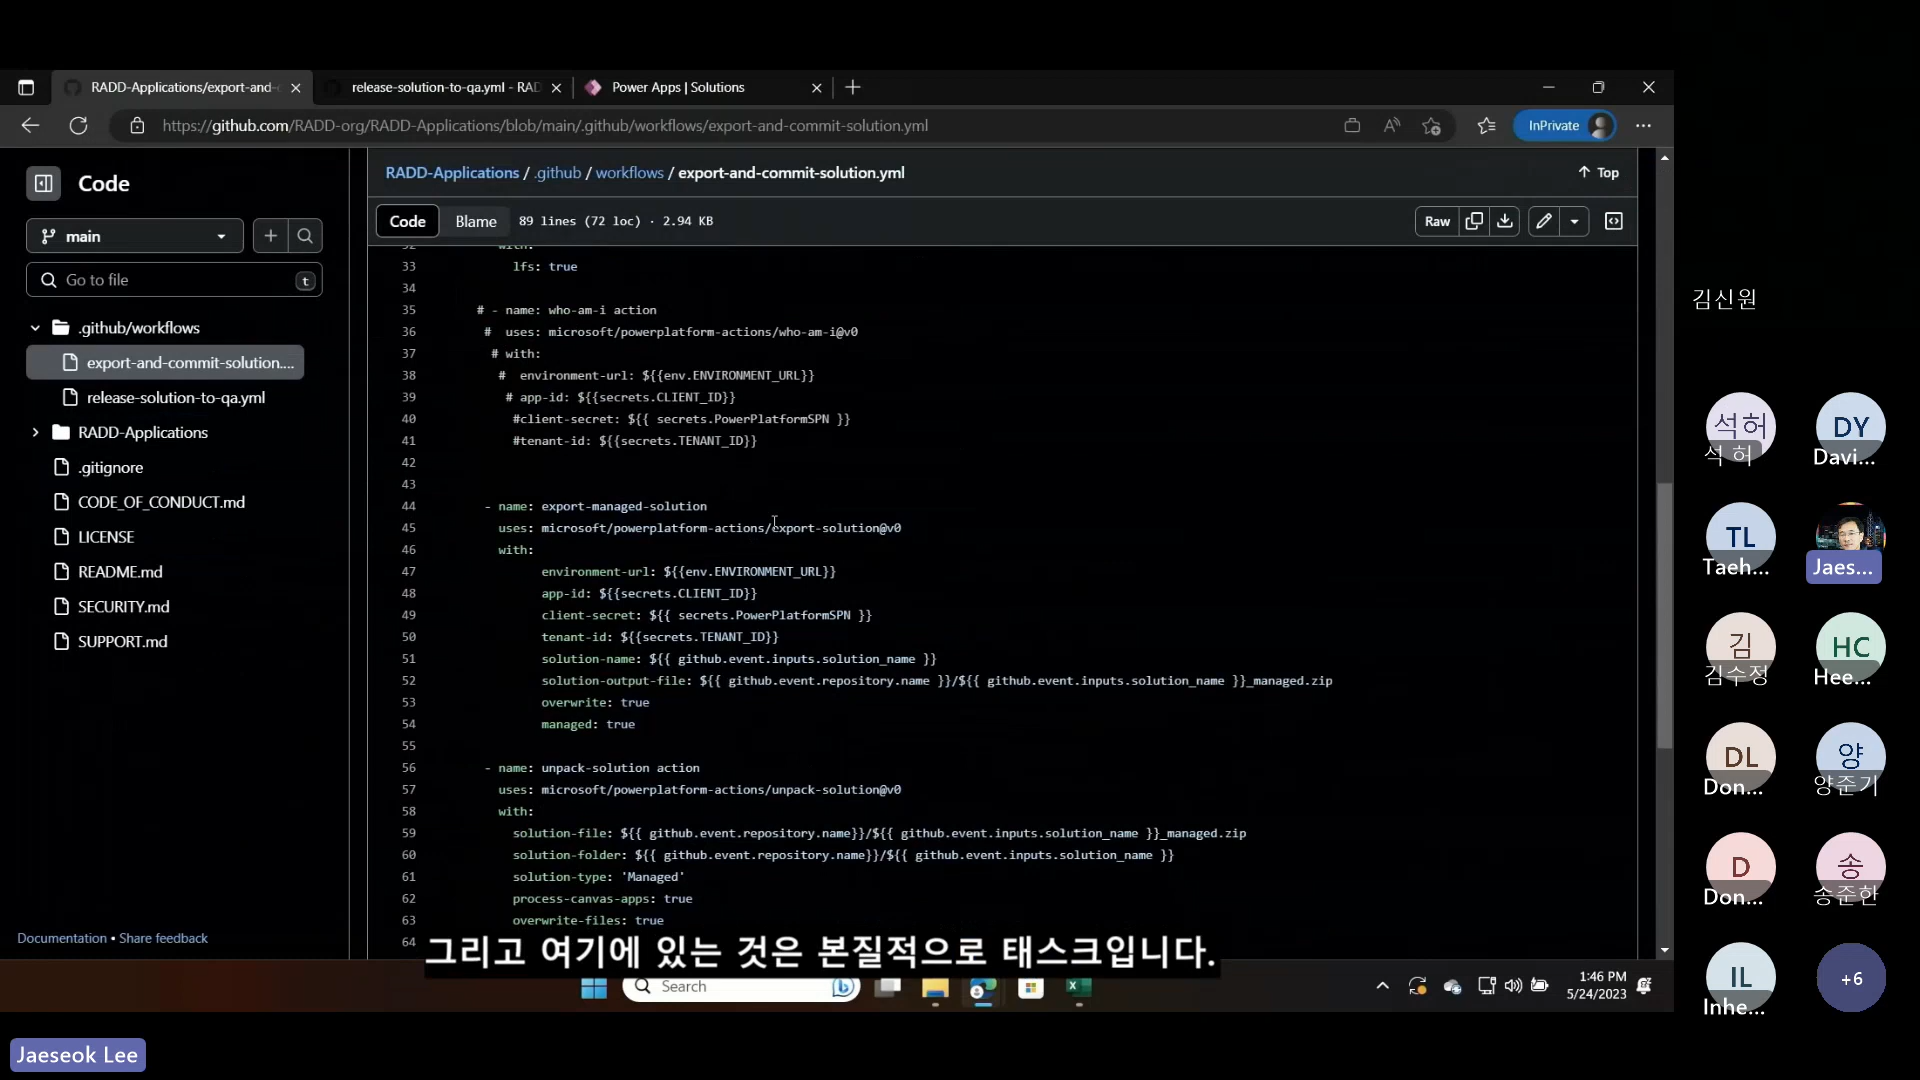 RADD-Applications/export-and-
release-solution-to-qa.yml - RAD
Power Apps | Solutions
https://github.com/RADD-org/RADD-Applications/blob/main/.github/workflows/export-and-commit-solution.yml
InPrivate
Code
main
Go to file
t
.github/workflows
export-and-commit-solution....
release-solution-to-qa.yml
RADD-Applications
.gitignore
CODE_OF_CONDUCT.md
LICENSE
README.md
SECURITY.md
SUPPORT.md
Documentation • Share feedback
RADD-Applications / .github / workflows / export-and-commit-solution.yml
Top
Code
Blame
89 lines (72 loc) · 2.94 KB
Raw
32 with:
33 lfs: true
34
35 # - name: who-am-i action
36 # uses: microsoft/powerplatform-actions/who-am-i@v0
37 # with:
38 # environment-url: ${{env.ENVIRONMENT_URL}}
39 # app-id: ${{secrets.CLIENT_ID}}
40 #client-secret: ${{ secrets.PowerPlatformSPN }}
41 #tenant-id: ${{secrets.TENANT_ID}}
42
43
44 - name: export-managed-solution
45 uses: microsoft/powerplatform-actions/export-solution@v0
46 with:
47 environment-url: ${{env.ENVIRONMENT_URL}}
48 app-id: ${{secrets.CLIENT_ID}}
49 client-secret: ${{ secrets.PowerPlatformSPN }}
50 tenant-id: ${{secrets.TENANT_ID}}
51 solution-name: ${{ github.event.inputs.solution_name }}
52 solution-output-file: ${{ github.event.repository.name }}/${{ github.event.inputs.solution_name }}_managed.zip
53 overwrite: true
54 managed: true
55
56 - name: unpack-solution action
57 uses: microsoft/powerplatform-actions/unpack-solution@v0
58 with:
59 solution-file: ${{ github.event.repository.name}}/${{ github.event.inputs.solution_name }}_managed.zip
60 solution-folder: ${{ github.event.repository.name}}/${{ github.event.inputs.solution_name }}
61 solution-type: 'Managed'
62 process-canvas-apps: true
63 overwrite-files: true
64
그리고 여기에 있는 것은 본질적으로 태스크입니다.
Search
1:46 PM
5/24/2023
Jaeseok Lee
김신원
석허
석 허
DY
Davi...
TL
Taeh...
Jaes...
김
김수정
HC
Hee...
DL
Don...
양
양준기
D
Don...
송
송준한
IL
Inhe...
+6